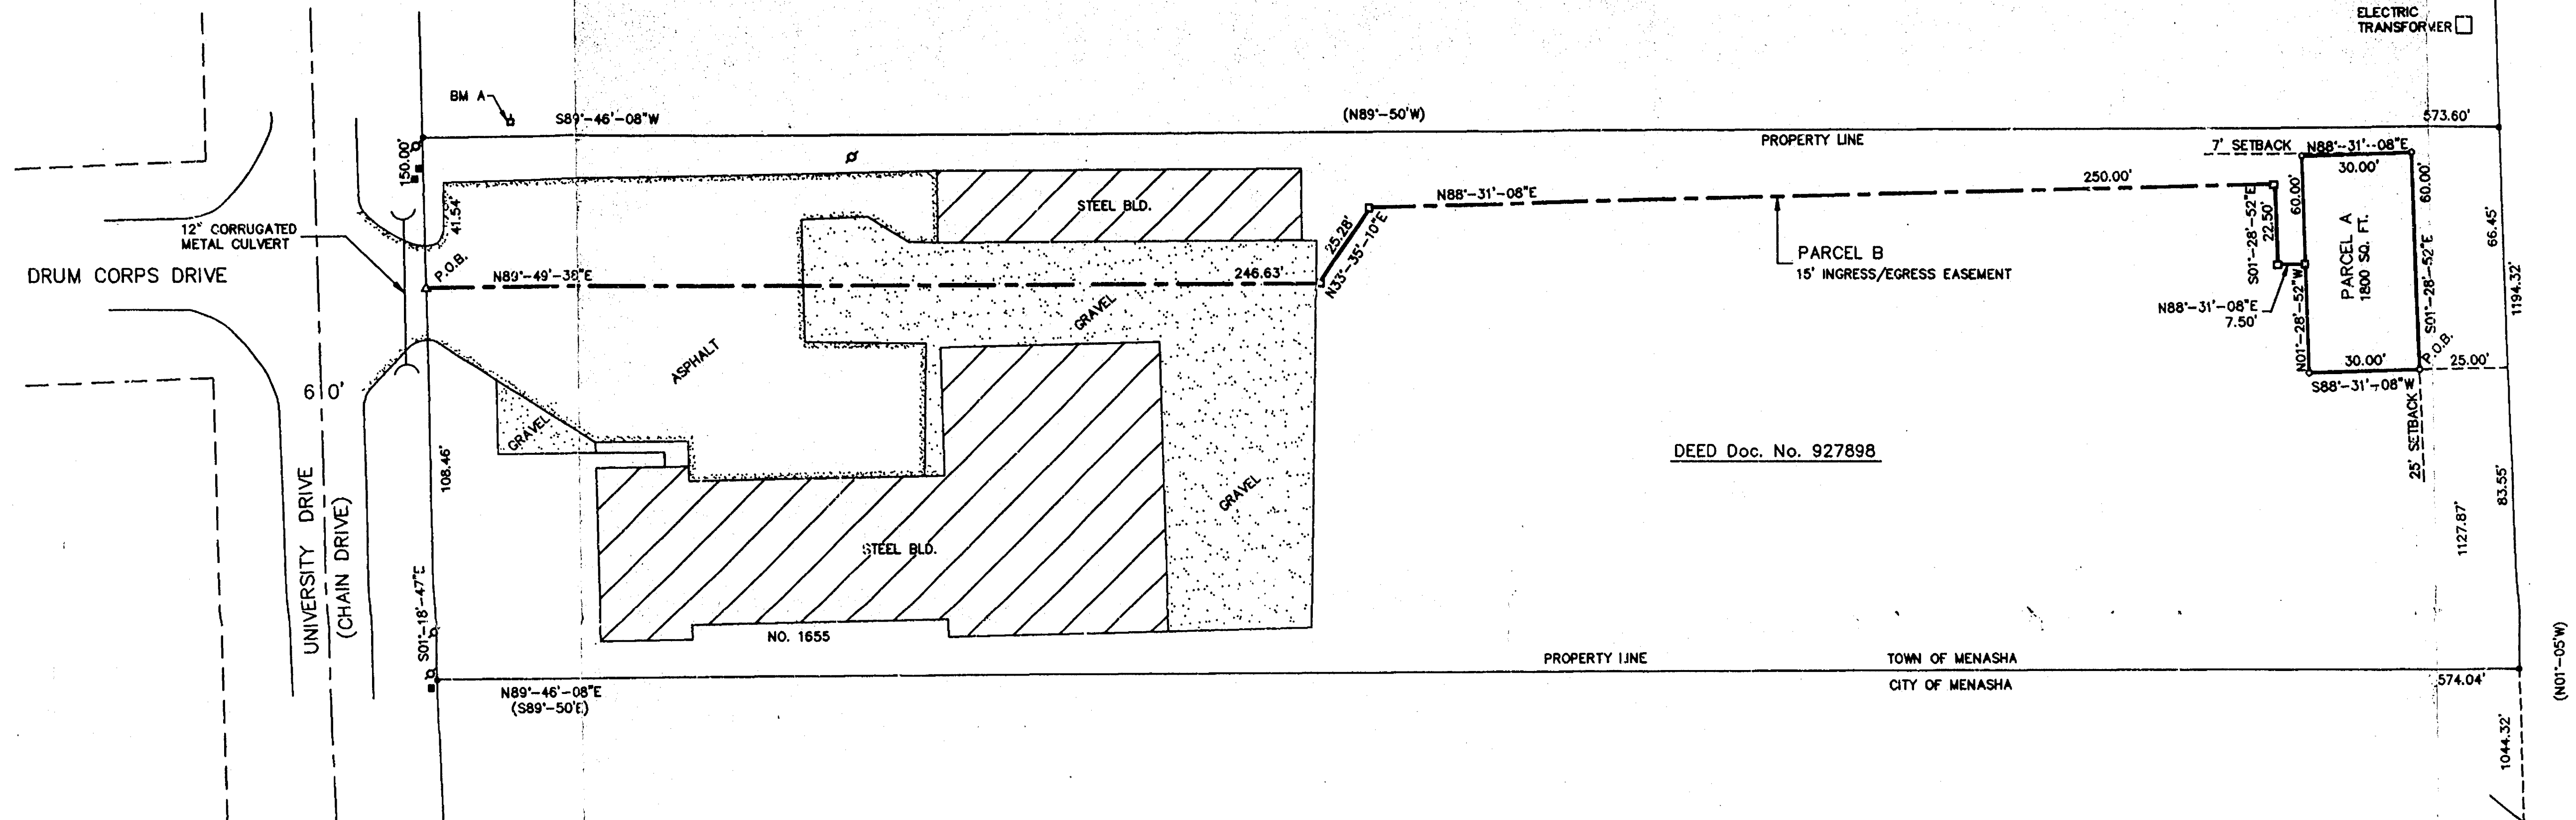 ELECTRIC
TRANSFORMER
BM A
S89°-46'-08"W
(N89°-50'W)
573.60'
PROPERTY LINE
7' SETBACK
N88°-31'-08"E
30.00'
150.00'
41.54'
12" CORRUGATED
METAL CULVERT
DRUM CORPS DRIVE
P.O.B.
N89°-49'-38"E
246.63'
STEEL BLD.
25.28'
N33°-35'-10"E
N88°-31'-08"E
250.00'
PARCEL B
15' INGRESS/EGRESS EASEMENT
S01°-28'-52"E
22.50'
60.00'
N88°-31'-08"E
7.50'
N01°-28'-52"W
PARCEL A
1800 SQ. FT.
60.00'
S01°-28'-52"E
P.O.B.
30.00'
S88°-31'-08"W
25.00'
25' SETBACK
66.45'
1194.32'
83.55'
1127.87'
GRAVEL
ASPHALT
GRAVEL
GRAVEL
60'
UNIVERSITY DRIVE
(CHAIN DRIVE)
108.46'
S01°-18'-47"E
STEEL BLD.
NO. 1655
DEED Doc. No. 927898
PROPERTY LINE
TOWN OF MENASHA
CITY OF MENASHA
N89°-46'-08"E
(S89°-50'E)
574.04'
1044.32'
(N01°-05'W)